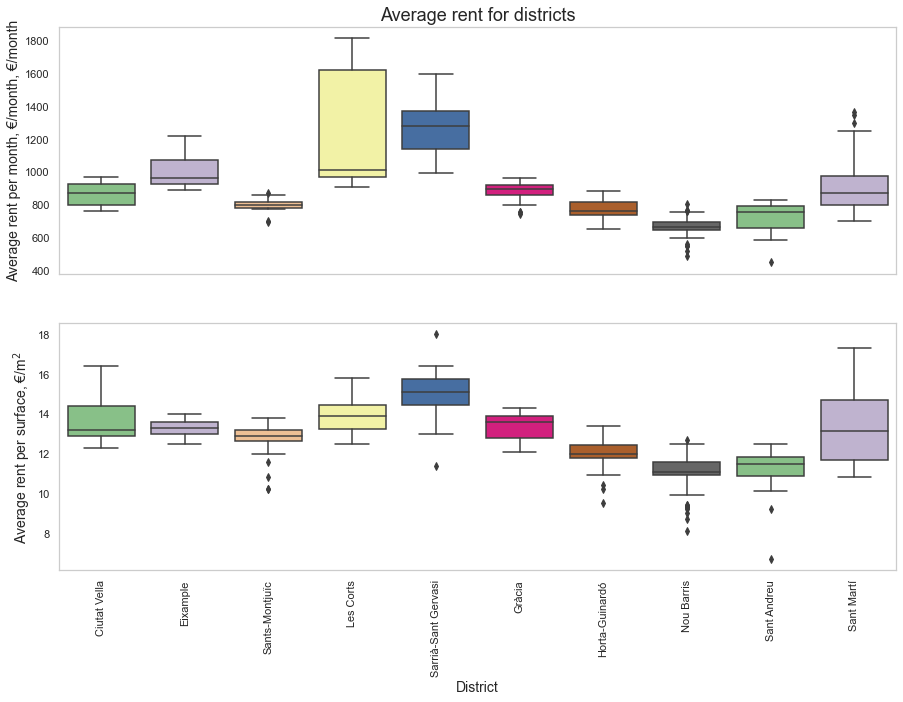 Average rent for districts
Average rent per month, €/month, €/month
1800
1600
1400
1200
1000
800
600
400
Average rent per surface, €/m²
18
16
14
12
10
8
Ciutat Vella
Eixample
Sants-Montjuïc
Les Corts
Sarrià-Sant Gervasi
Gràcia
Horta-Guinardó
Nou Barris
Sant Andreu
Sant Martí
District